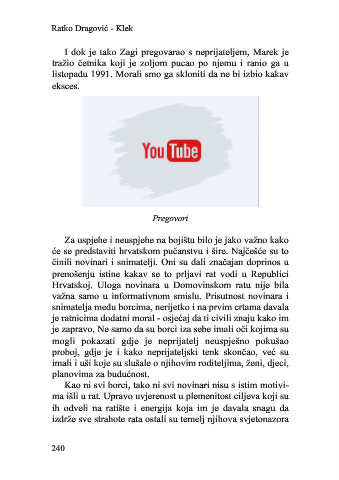 Ratko Dragović - Klek
I dok je tako Zagi pregovarao s neprijateljem, Marek je
tražio četnika koji je zoljom pucao po njemu i ranio ga u
listopadu 1991. Morali smo ga skloniti da ne bi izbio kakav
eksces.
YouTube
Pregovori
Za uspjehe i neuspjehe na bojištu bilo je jako važno kako
će se predstaviti hrvatskom pučanstvu i šire. Najčešće su to
činili novinari i snimatelji. Oni su dali značajan doprinos u
prenošenju istine kakav se to prljavi rat vodi u Republici
Hrvatskoj. Uloga novinara u Domovinskom ratu nije bila
važna samo u informativnom smislu. Prisutnost novinara i
snimatelja među borcima, nerijetko i na prvim crtama davala
je ratnicima dodatni moral - osjećaj da ti civili znaju kako im
je zapravo. Ne samo da su borci iza sebe imali oči kojima su
mogli pokazati gdje je neprijatelj neuspješno pokušao
proboj, gdje je i kako neprijateljski tenk skončao, već su
imali i uši koje su slušale o njihovim roditeljima, ženi, djeci,
planovima za budućnost.
Kao ni svi borci, tako ni svi novinari nisu s istim motivi-
ma išli u rat. Upravo uvjerenost u plemenitost ciljeva koji su
ih odveli na ratište i energija koja im je davala snagu da
izdrže sve strahote rata ostali su temelj njihova svjetonazora
240